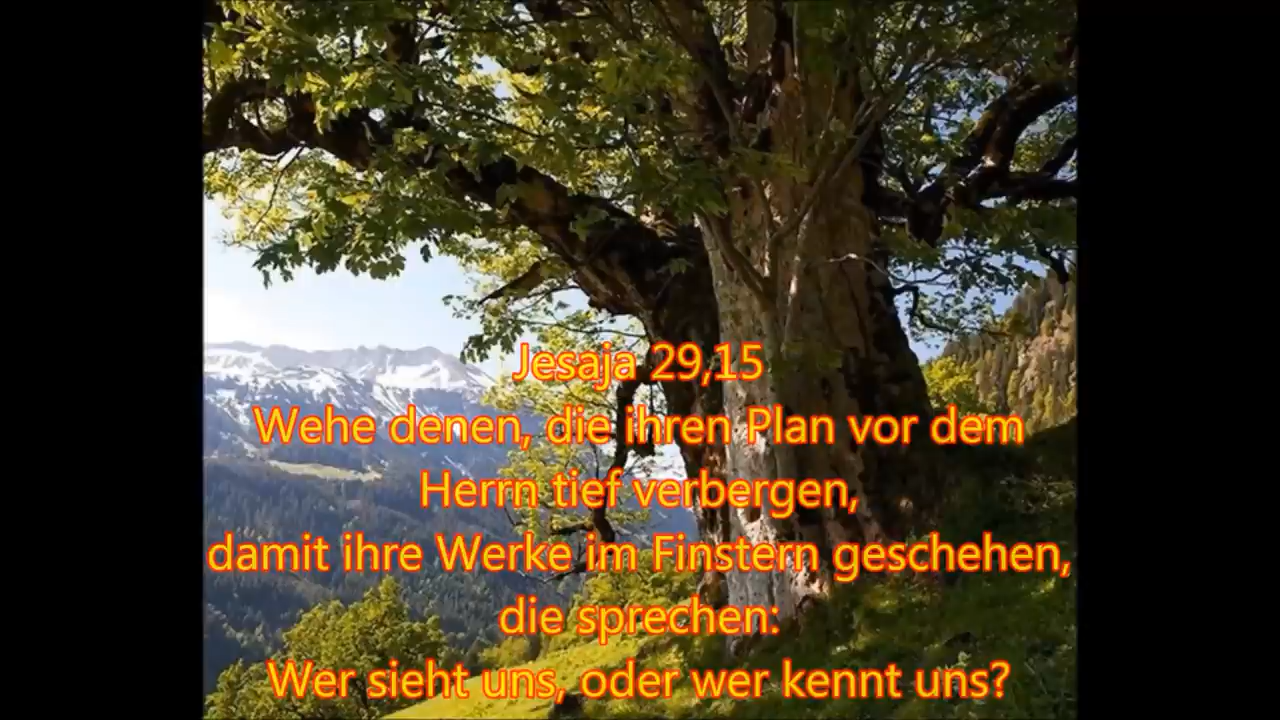 Jesaja 29,15
Wehe denen, die ihren Plan vor dem
Herrn tief verbergen,
damit ihre Werke im Finstern geschehen,
die sprechen:
Wer sieht uns, oder wer kennt uns?